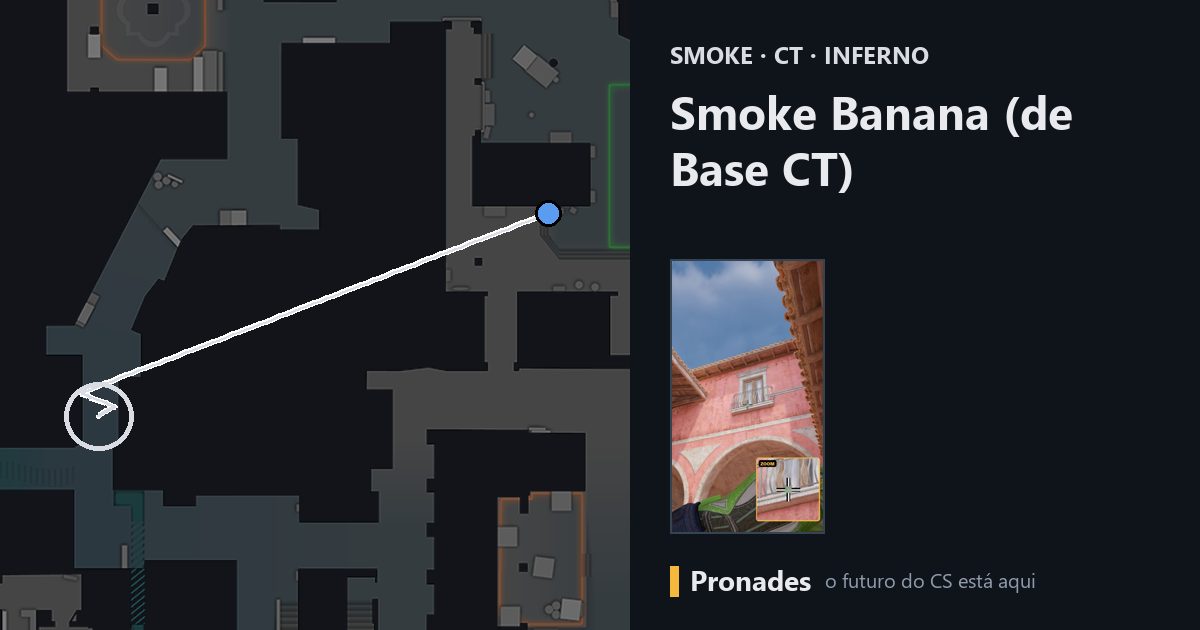 SMOKE · CT · INFERNO
Smoke Banana (de
Base CT)
ZOOM
Pronades o futuro do CS está aqui